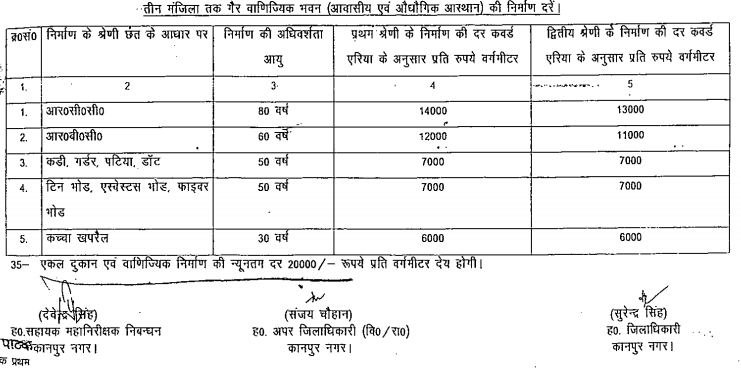 तीन मंजिला तक गैर वाणिज्यिक भवन (आवासीय एवं औधौगिक आस्थान) की निर्माण दरें।
क्र0सं0 निर्माण के श्रेणी छत के आधार पर निर्माण की अधिवर्शता आयु प्रथम श्रेणी के निर्माण की दर कवर्ड एरिया के अनुसार प्रति रुपये वर्गमीटर द्वितीय श्रेणी के निर्माण की दर कवर्ड एरिया के अनुसार प्रति रुपये वर्गमीटर
1. 2 3 4 5
1. आर0सी0सी0 80 वर्ष 14000 13000
2. आर0बी0सी0 60 वर्ष 12000 11000
3. कडी, गर्डर, पटिया, डॉट 50 वर्ष 7000 7000
4. टिन भोड, एस्वेस्टस भोड, फाइवर भोड 50 वर्ष 7000 7000
5. कच्चा खपरैल 30 वर्ष 6000 6000
35– एकल दुकान एवं वाणिज्यिक निर्माण की न्यूनतम दर 20000/– रूपये प्रति वर्गमीटर देय होगी।
(देवेन्द्र सिंह) (संजय चौहान) (सुरेन्द्र सिंह)
ह0.सहायक महानिरीक्षक निबन्धन ह0. अपर जिलाधिकारी (वि0/रा0) ह0. जिलाधिकारी
कानपुर नगर। कानपुर नगर। कानपुर नगर।
पाठक
क प्रथम